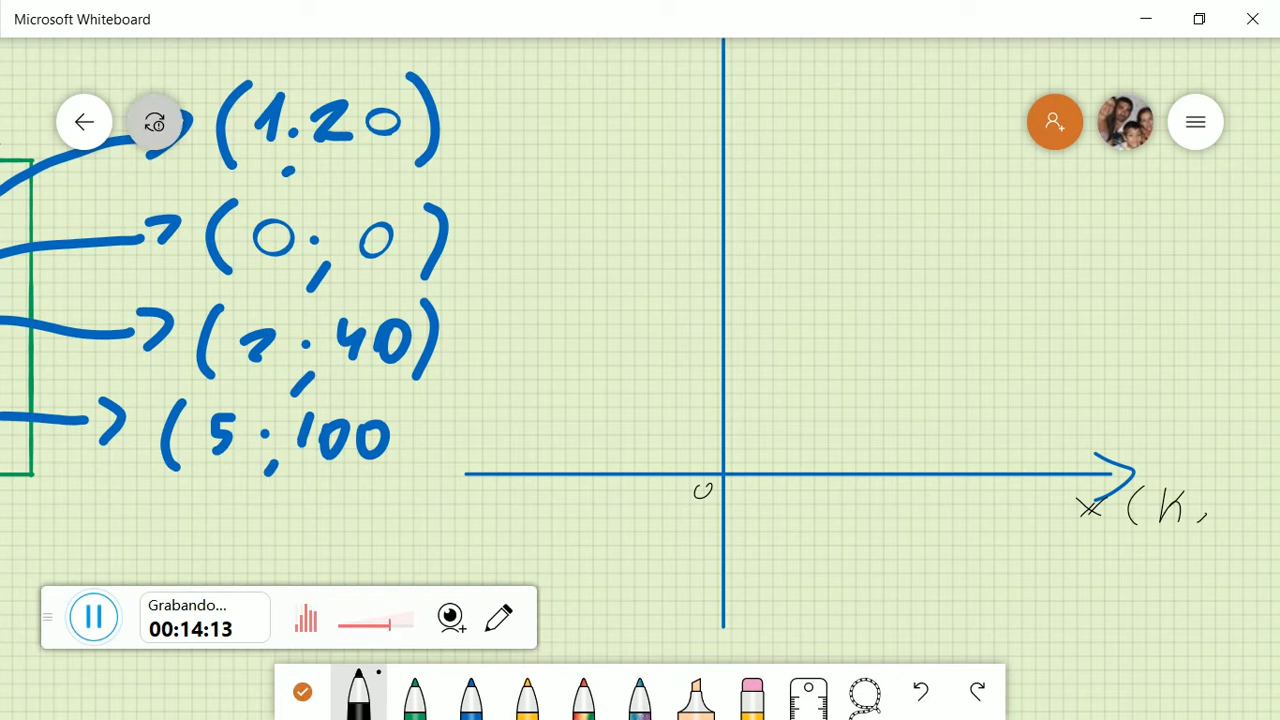 Microsoft Whiteboard
(1.20)
(0; 0)
(2; 40)
(5;100
0
x (K,
Grabando...
00:14:13